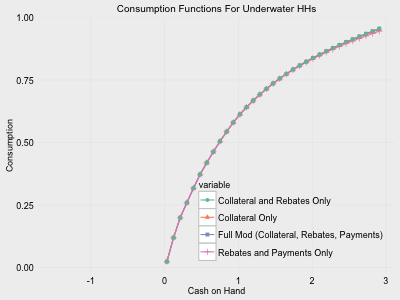 Consumption Functions For Underwater HHs
1.00
0.75
0.50
0.25
0.00
Consumption
variable
Collateral and Rebates Only
Collateral Only
Full Mod (Collateral, Rebates, Payments)
Rebates and Payments Only
-1 0 1 2 3
Cash on Hand